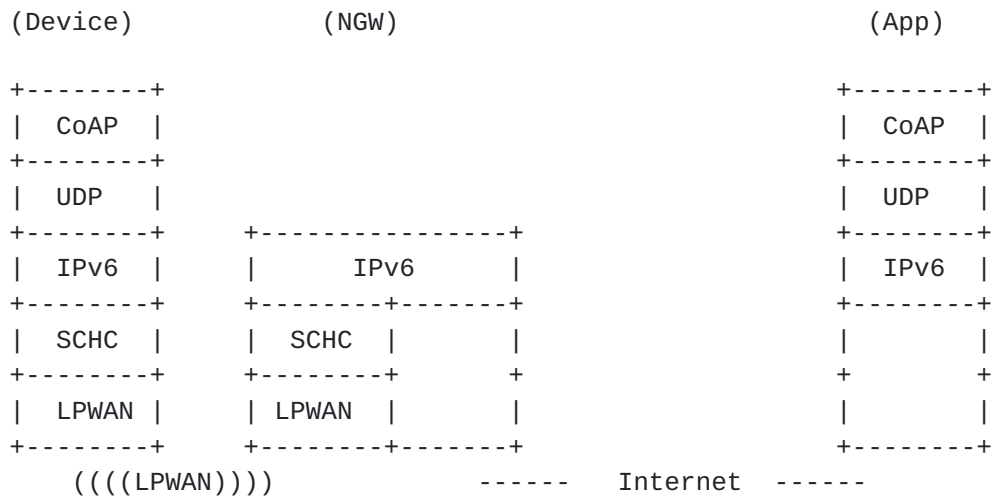 (Device)            (NGW)                              (App)

+--------+                                           +--------+
|  CoAP  |                                           |  CoAP  |
+--------+                                           +--------+
|  UDP   |                                           |  UDP   |
+--------+     +----------------+                    +--------+
|  IPv6  |     |      IPv6      |                    |  IPv6  |
+--------+     +--------+-------+                    +--------+
|  SCHC  |     |  SCHC  |       |                    |        |
+--------+     +--------+       +                    +        +
|  LPWAN |     | LPWAN  |       |                    |        |
+--------+     +--------+-------+                    +--------+
    ((((LPWAN))))             ------   Internet  ------